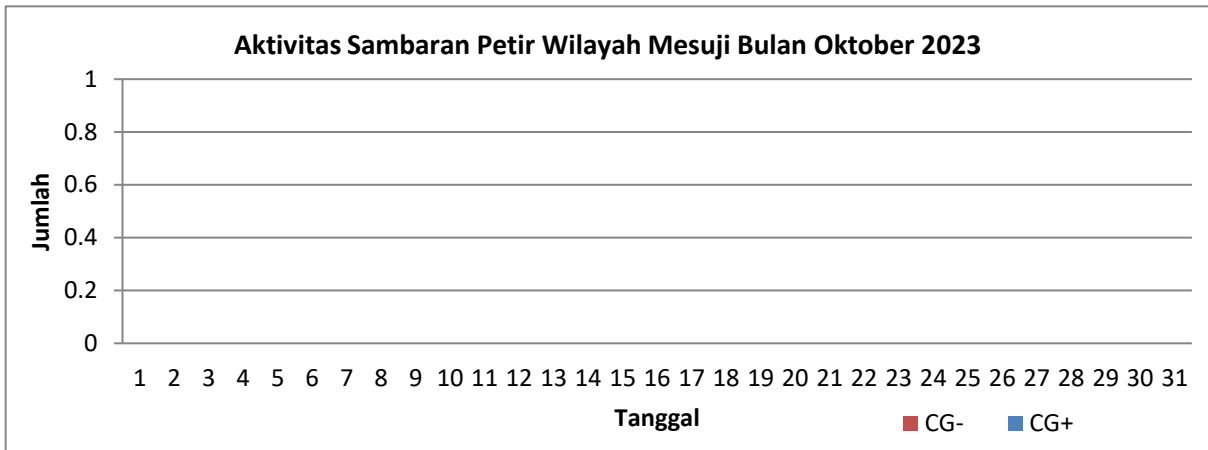 Aktivitas Sambaran Petir Wilayah Mesuji Bulan Oktober 2023
Jumlah
1
0.8
0.6
0.4
0.2
0
1 2 3 4 5 6 7 8 9 10 11 12 13 14 15 16 17 18 19 20 21 22 23 24 25 26 27 28 29 30 31
Tanggal
CG- CG+